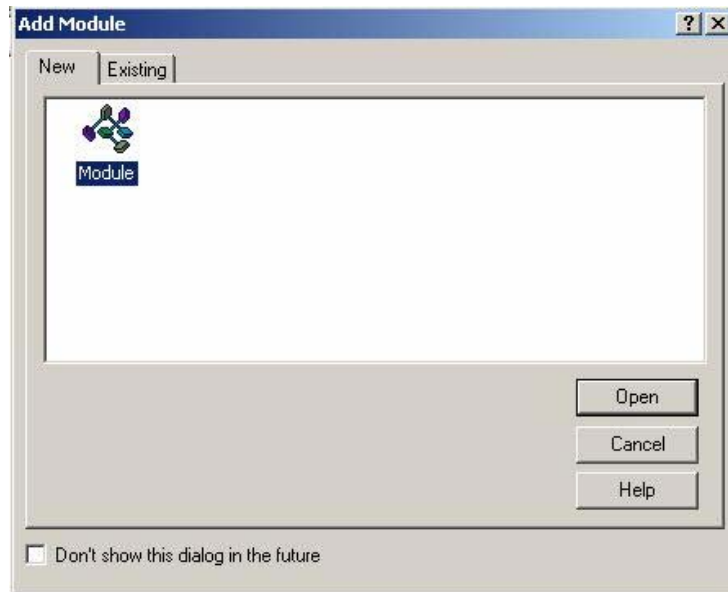 Add Module
New Existing
Module
Open
Cancel
Help
Don't show this dialog in the future